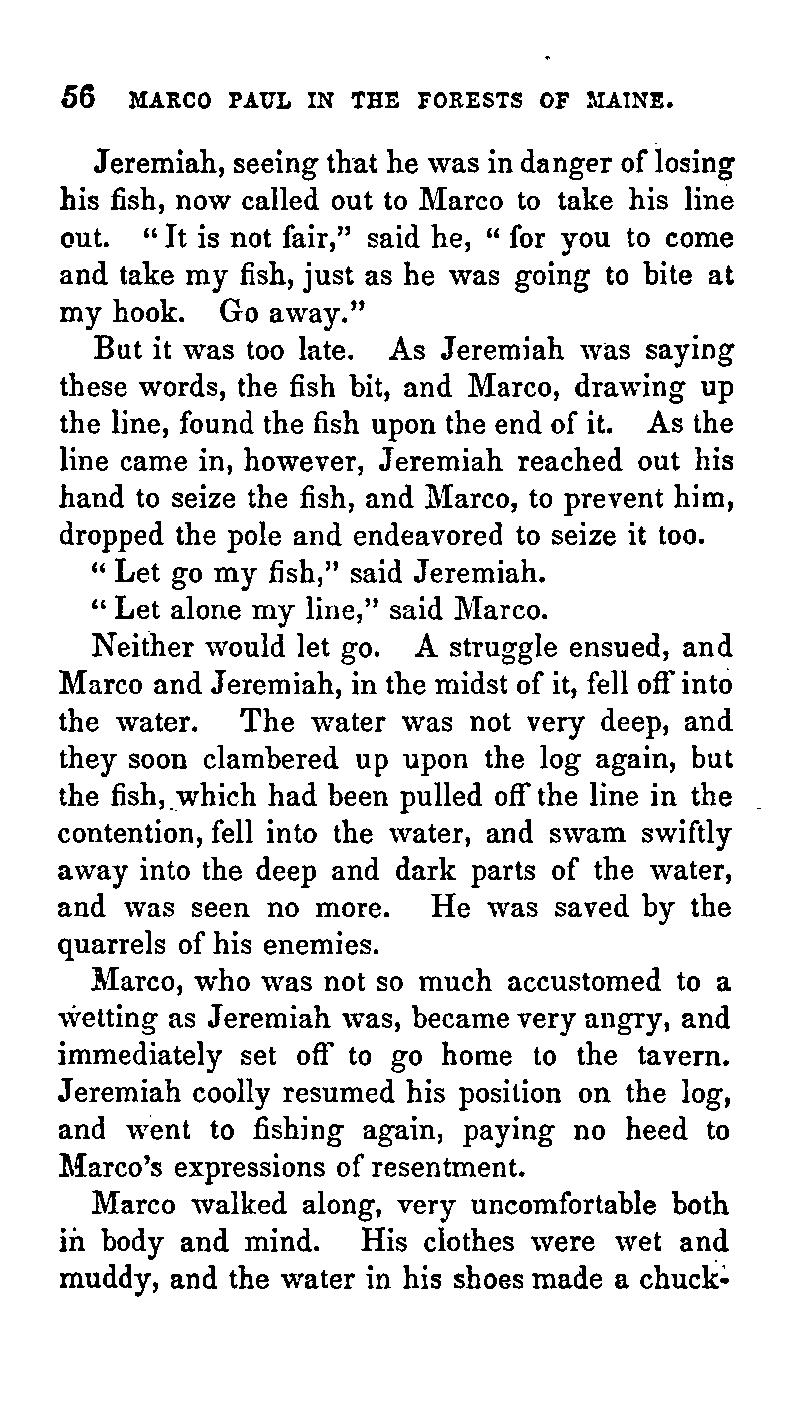 56 MARCO PAUL IN THE FORESTS OF MAINE.
Jeremiah, seeing that he was in danger of losing
his fish, now called out to Marco to take his line
out. “ It is not fair,” said he, “ for you to come
and take my fish, just as he was going to bite at
my hook. Go away.”
But it was too late. As Jeremiah was saying
these words, the fish bit, and Marco, drawing up
the line, found the fish upon the end of it. As the
line came in, however, Jeremiah reached out his
hand to seize the fish, and Marco, to prevent him,
dropped the pole and endeavored to seize it too.
“ Let go my fish,” said Jeremiah.
“ Let alone my line,” said Marco.
Neither would let go. A struggle ensued, and
Marco and Jeremiah, in the midst of it, fell off into
the water. The water was not very deep, and
they soon clambered up upon the log again, but
the fish, which had been pulled off the line in the
contention, fell into the water, and swam swiftly
away into the deep and dark parts of the water,
and was seen no more. He was saved by the
quarrels of his enemies.
Marco, who was not so much accustomed to a
wetting as Jeremiah was, became very angry, and
immediately set off to go home to the tavern.
Jeremiah coolly resumed his position on the log,
and went to fishing again, paying no heed to
Marco’s expressions of resentment.
Marco walked along, very uncomfortable both
in body and mind. His clothes were wet and
muddy, and the water in his shoes made a chuck-